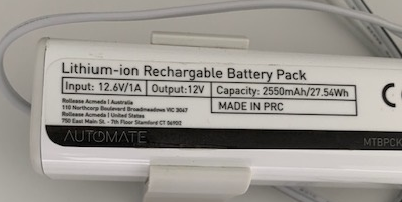 Lithium-ion Rechargable Battery Pack
Input: 12.6V/1A Output:12V Capacity: 2550mAh/27.54Wh
Rollease Acmeda | Australia
110 Northcorp Boulevard Broadmeadows VIC 3047
MADE IN PRC
Rollease Acmeda | United States
750 East Main St. - 7th Floor Stamford CT 06902
AUTOMATE MTBPCK